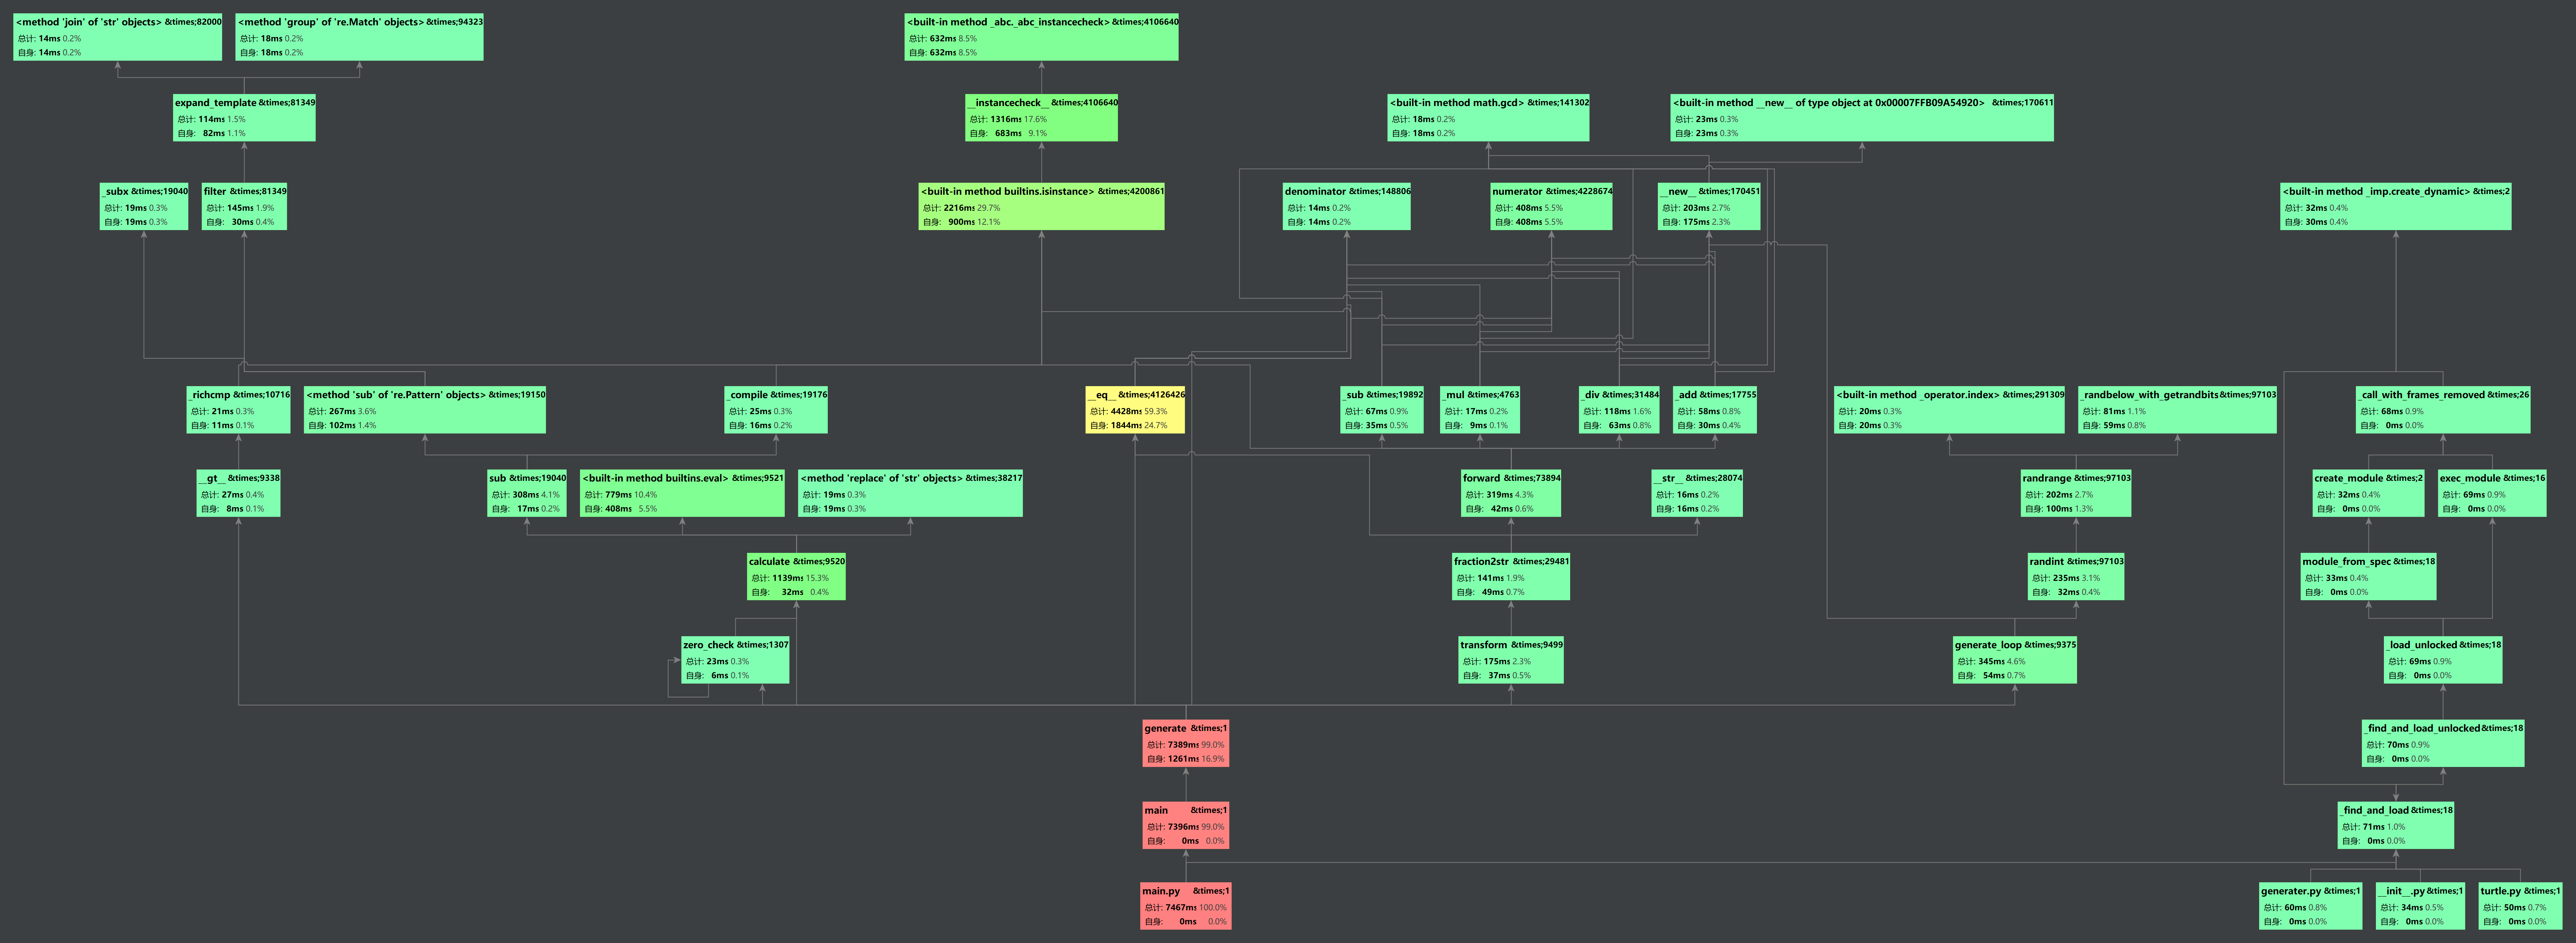 <method 'join' of 'str' objects> &times;82000
总计: 14ms 0.2%
自身: 14ms 0.2%
<method 'group' of 're.Match' objects> &times;94323
总计: 18ms 0.2%
自身: 18ms 0.2%
<built-in method _abc._abc_instancecheck> &times;4106640
总计: 632ms 8.5%
自身: 632ms 8.5%
expand_template &times;81349
总计: 114ms 1.5%
自身: 82ms 1.1%
__instancecheck__ &times;4106640
总计: 1316ms 17.6%
自身: 683ms 9.1%
<built-in method math.gcd> &times;141302
总计: 18ms 0.2%
自身: 18ms 0.2%
<built-in method __new__ of type object at 0x00007FFB09A54920> &times;170611
总计: 23ms 0.3%
自身: 23ms 0.3%
_subx &times;19040
总计: 19ms 0.3%
自身: 19ms 0.3%
filter &times;81349
总计: 145ms 1.9%
自身: 30ms 0.4%
<built-in method builtins.isinstance> &times;4200861
总计: 2216ms 29.7%
自身: 900ms 12.1%
denominator &times;148806
总计: 14ms 0.2%
自身: 14ms 0.2%
numerator &times;4228674
总计: 408ms 5.5%
自身: 408ms 5.5%
__new__ &times;170451
总计: 203ms 2.7%
自身: 175ms 2.3%
<built-in method _imp.create_dynamic> &times;2
总计: 32ms 0.4%
自身: 30ms 0.4%
_richcmp &times;10716
总计: 21ms 0.3%
自身: 11ms 0.1%
<method 'sub' of 're.Pattern' objects> &times;19150
总计: 267ms 3.6%
自身: 102ms 1.4%
_compile &times;19176
总计: 25ms 0.3%
自身: 16ms 0.2%
__eq__ &times;4126426
总计: 4428ms 59.3%
自身: 1844ms 24.7%
_sub &times;19892
总计: 67ms 0.9%
自身: 35ms 0.5%
_mul &times;4763
总计: 17ms 0.2%
自身: 9ms 0.1%
_div &times;31484
总计: 118ms 1.6%
自身: 63ms 0.8%
_add &times;17755
总计: 58ms 0.8%
自身: 30ms 0.4%
<built-in method _operator.index> &times;291309
总计: 20ms 0.3%
自身: 20ms 0.3%
_randbelow_with_getrandbits &times;97103
总计: 81ms 1.1%
自身: 59ms 0.8%
_call_with_frames_removed &times;26
总计: 68ms 0.9%
自身: 0ms 0.0%
__gt__ &times;9338
总计: 27ms 0.4%
自身: 8ms 0.1%
sub &times;19040
总计: 308ms 4.1%
自身: 17ms 0.2%
<built-in method builtins.eval> &times;9521
总计: 779ms 10.4%
自身: 408ms 5.5%
<method 'replace' of 'str' objects> &times;38217
总计: 19ms 0.3%
自身: 19ms 0.3%
forward &times;73894
总计: 319ms 4.3%
自身: 42ms 0.6%
__str__ &times;28074
总计: 16ms 0.2%
自身: 16ms 0.2%
randrange &times;97103
总计: 202ms 2.7%
自身: 100ms 1.3%
create_module &times;2
总计: 32ms 0.4%
自身: 0ms 0.0%
exec_module &times;16
总计: 69ms 0.9%
自身: 0ms 0.0%
calculate &times;9520
总计: 1139ms 15.3%
自身: 32ms 0.4%
fraction2str &times;29481
总计: 141ms 1.9%
自身: 49ms 0.7%
randint &times;97103
总计: 235ms 3.1%
自身: 32ms 0.4%
module_from_spec &times;18
总计: 33ms 0.4%
自身: 0ms 0.0%
zero_check &times;1307
总计: 23ms 0.3%
自身: 6ms 0.1%
transform &times;9499
总计: 175ms 2.3%
自身: 37ms 0.5%
generate_loop &times;9375
总计: 345ms 4.6%
自身: 54ms 0.7%
_load_unlocked &times;18
总计: 69ms 0.9%
自身: 0ms 0.0%
generate &times;1
总计: 7389ms 99.0%
自身: 1261ms 16.9%
_find_and_load_unlocked &times;18
总计: 70ms 0.9%
自身: 0ms 0.0%
main &times;1
总计: 7396ms 99.0%
自身: 0ms 0.0%
_find_and_load &times;18
总计: 71ms 1.0%
自身: 0ms 0.0%
main.py &times;1
总计: 7467ms 100.0%
自身: 0ms 0.0%
generater.py &times;1
总计: 60ms 0.8%
自身: 0ms 0.0%
__init__.py &times;1
总计: 34ms 0.5%
自身: 0ms 0.0%
turtle.py &times;1
总计: 50ms 0.7%
自身: 0ms 0.0%